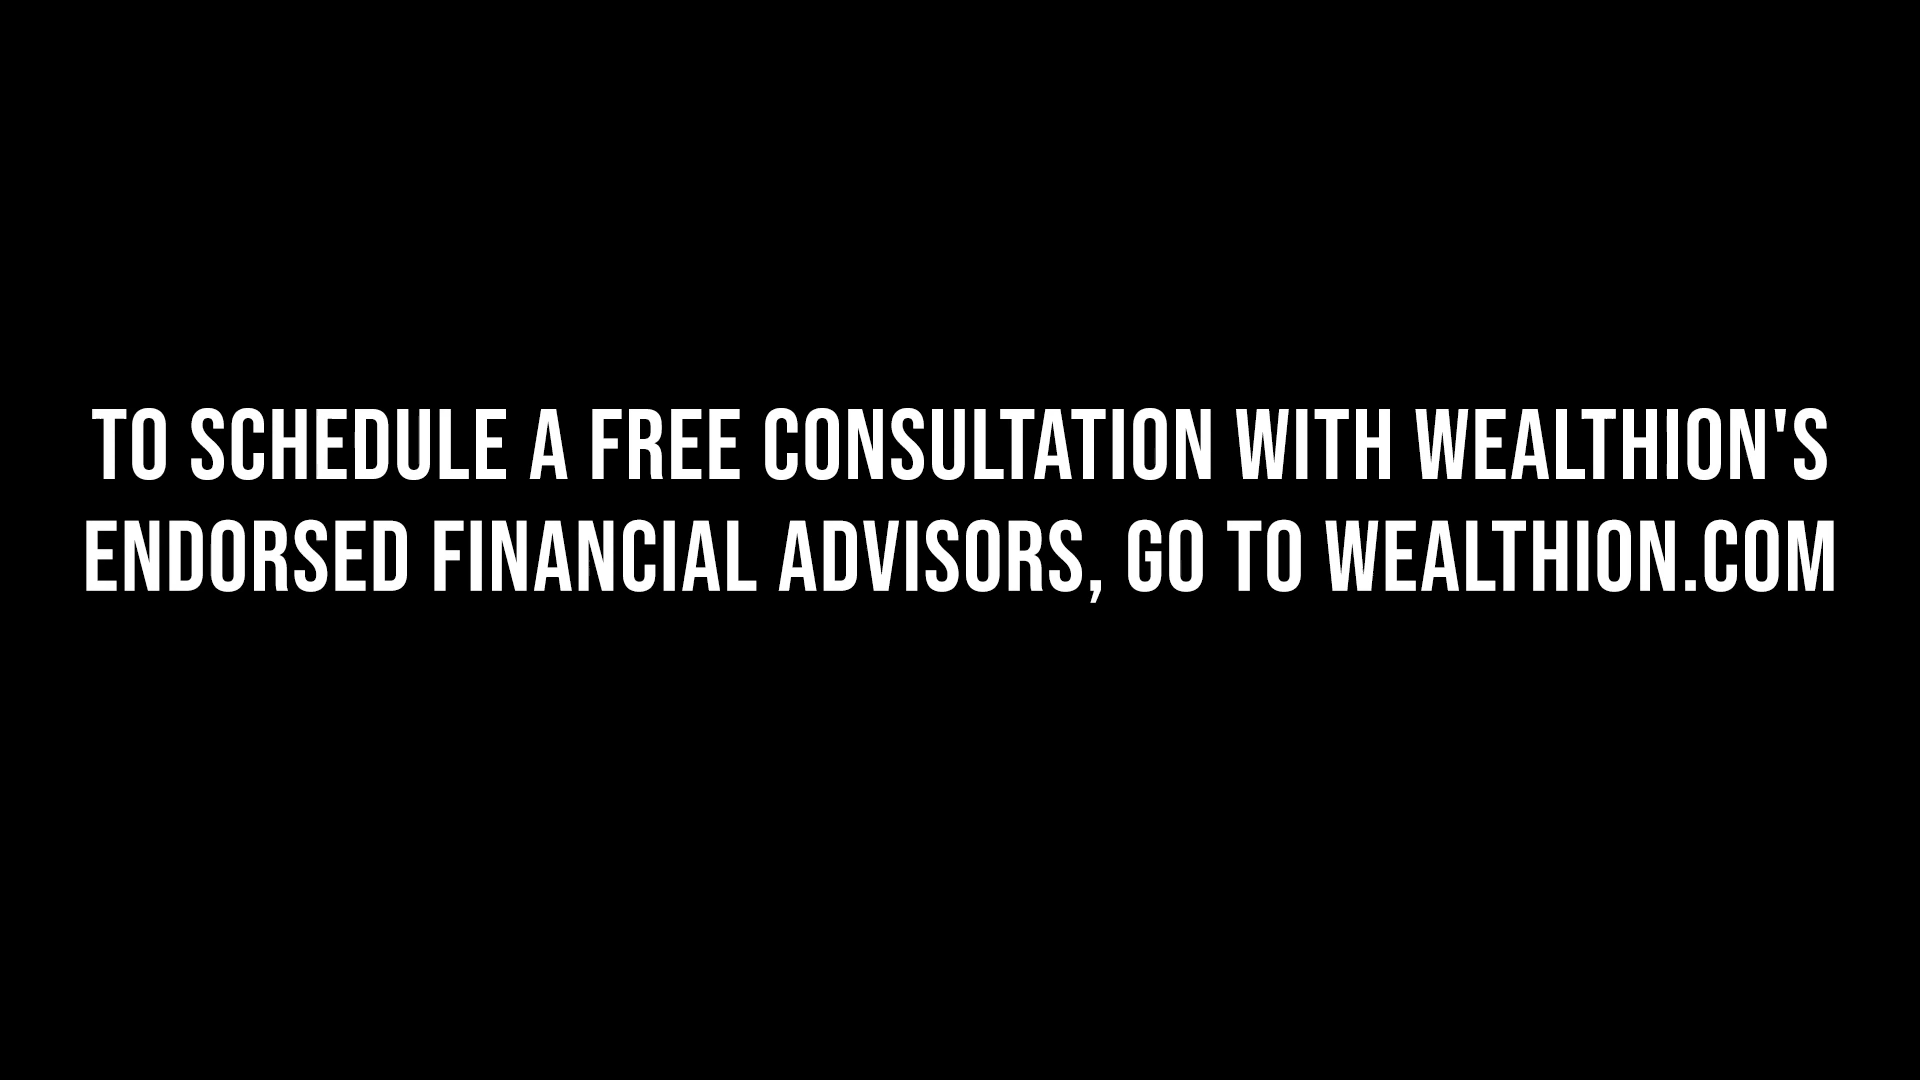 TO SCHEDULE A FREE CONSULTATION WITH WEALTHION'S
ENDORSED FINANCIAL ADVISORS, GO TO WEALTHION.COM